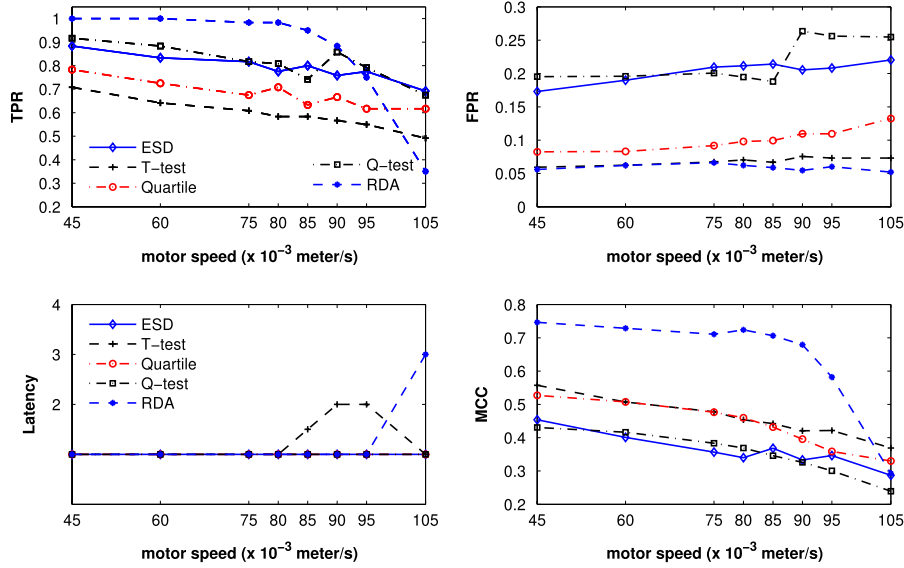 1
0.9
0.8
0.7
0.6
0.5
0.4
0.3
0.2
TPR
ESD
T−test
Quartile
Q−test
RDA
45 60 75 80 85 90 95 105
motor speed (x 10−3 meter/s)
0.3
0.25
0.2
0.15
0.1
0.05
0
FPR
45 60 75 80 85 90 95 105
motor speed (x 10−3 meter/s)
4
3
2
Latency
ESD
T−test
Quartile
Q−test
RDA
45 60 75 80 85 90 95 105
motor speed (x 10−3 meter/s)
0.8
0.7
0.6
0.5
0.4
0.3
0.2
MCC
45 60 75 80 85 90 95 105
motor speed (x 10−3 meter/s)